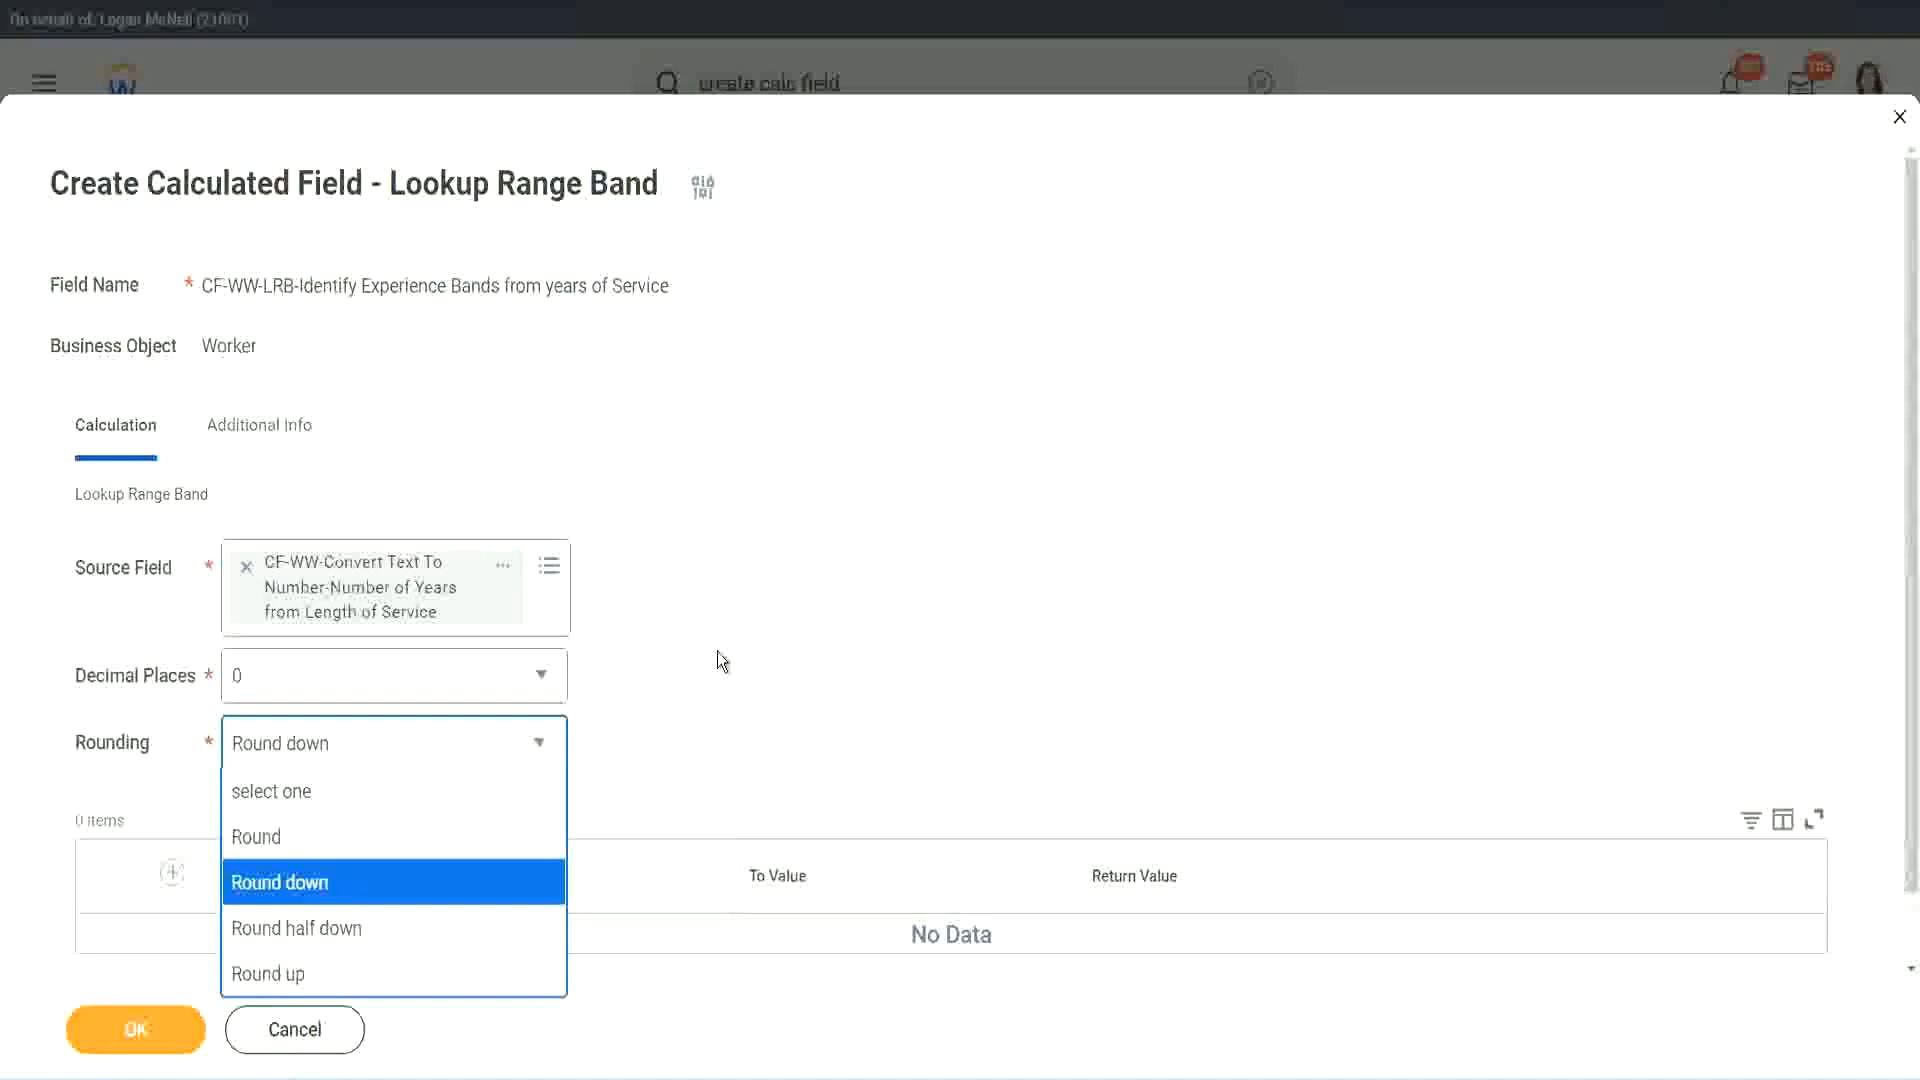 On behalf of: Logan McNeil (21001)
create calc field
Create Calculated Field - Lookup Range Band
Field Name * CF-WW-LRB-Identify Experience Bands from years of Service
Business Object Worker
Calculation Additional Info
Lookup Range Band
Source Field * CF-WW-Convert Text To
Number-Number of Years
from Length of Service
Decimal Places * 0
Rounding * Round down
select one
Round
Round down
Round half down
Round up
0 items
To Value Return Value
No Data
OK Cancel